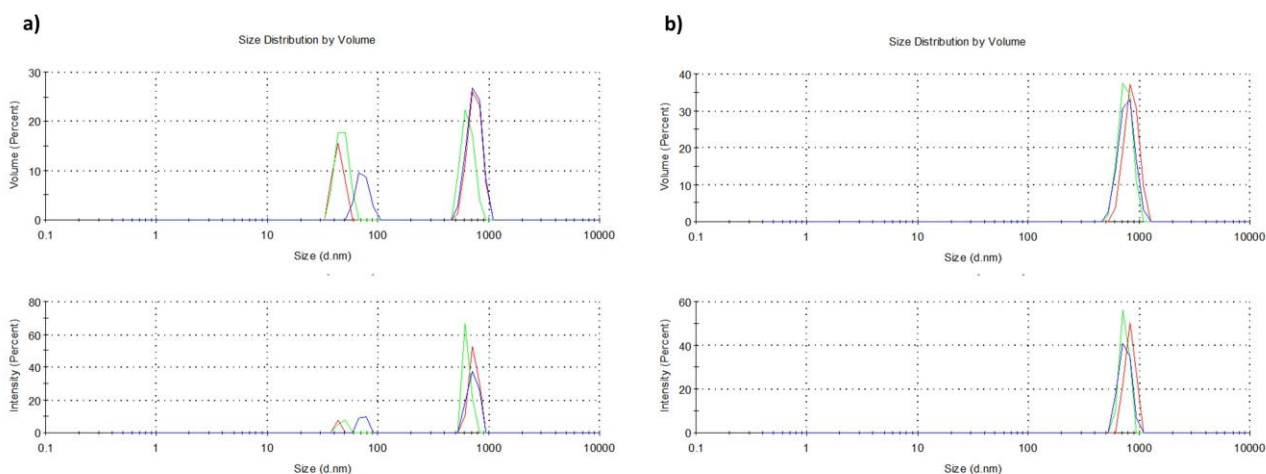 a)
Size Distribution by Volume
Volume (Percent)
30
20
10
0
0.1 1 10 100 1000 10000
Size (d.nm)
Intensity (Percent)
80
60
40
20
0
0.1 1 10 100 1000 10000
Size (d.nm)
b)
Size Distribution by Volume
Volume (Percent)
40
30
20
10
0
0.1 1 10 100 1000 10000
Size (d.nm)
Intensity (Percent)
60
40
20
0
0.1 1 10 100 1000 10000
Size (d.nm)